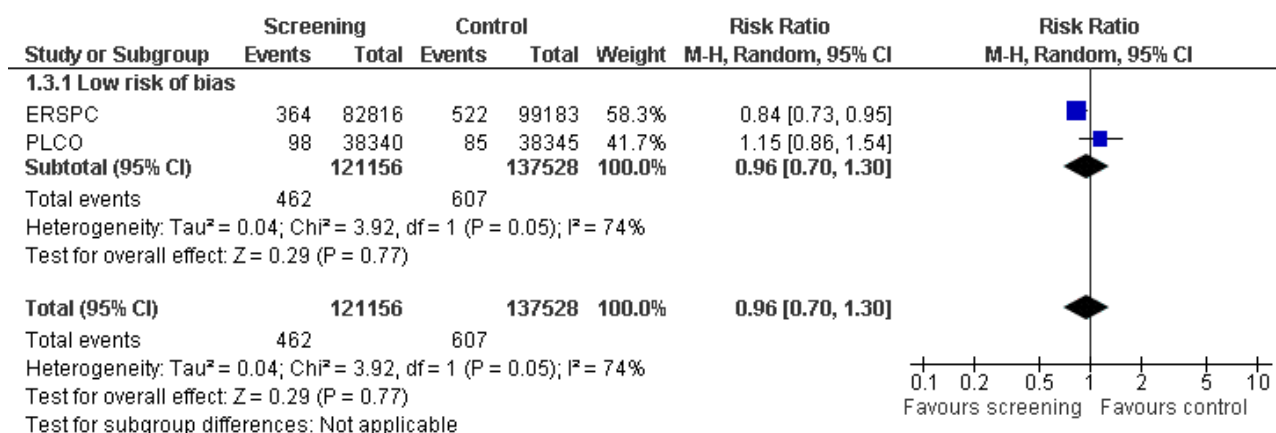 Screening Control Risk Ratio Risk Ratio
Study or Subgroup Events Total Events Total Weight M-H, Random, 95% CI M-H, Random, 95% CI
1.3.1 Low risk of bias
ERSPC 364 82816 522 99183 58.3% 0.84 [0.73, 0.95]
PLCO 98 38340 85 38345 41.7% 1.15 [0.86, 1.54]
Subtotal (95% CI) 121156 137528 100.0% 0.96 [0.70, 1.30]
Total events 462 607
Heterogeneity: Tau² = 0.04; Chi² = 3.92, df = 1 (P = 0.05); I² = 74%
Test for overall effect: Z = 0.29 (P = 0.77)
Total (95% CI) 121156 137528 100.0% 0.96 [0.70, 1.30]
Total events 462 607
Heterogeneity: Tau² = 0.04; Chi² = 3.92, df = 1 (P = 0.05); I² = 74%
Test for overall effect: Z = 0.29 (P = 0.77)
Test for subgroup differences: Not applicable
0.1 0.2 0.5 1 2 5 10
Favours screening Favours control